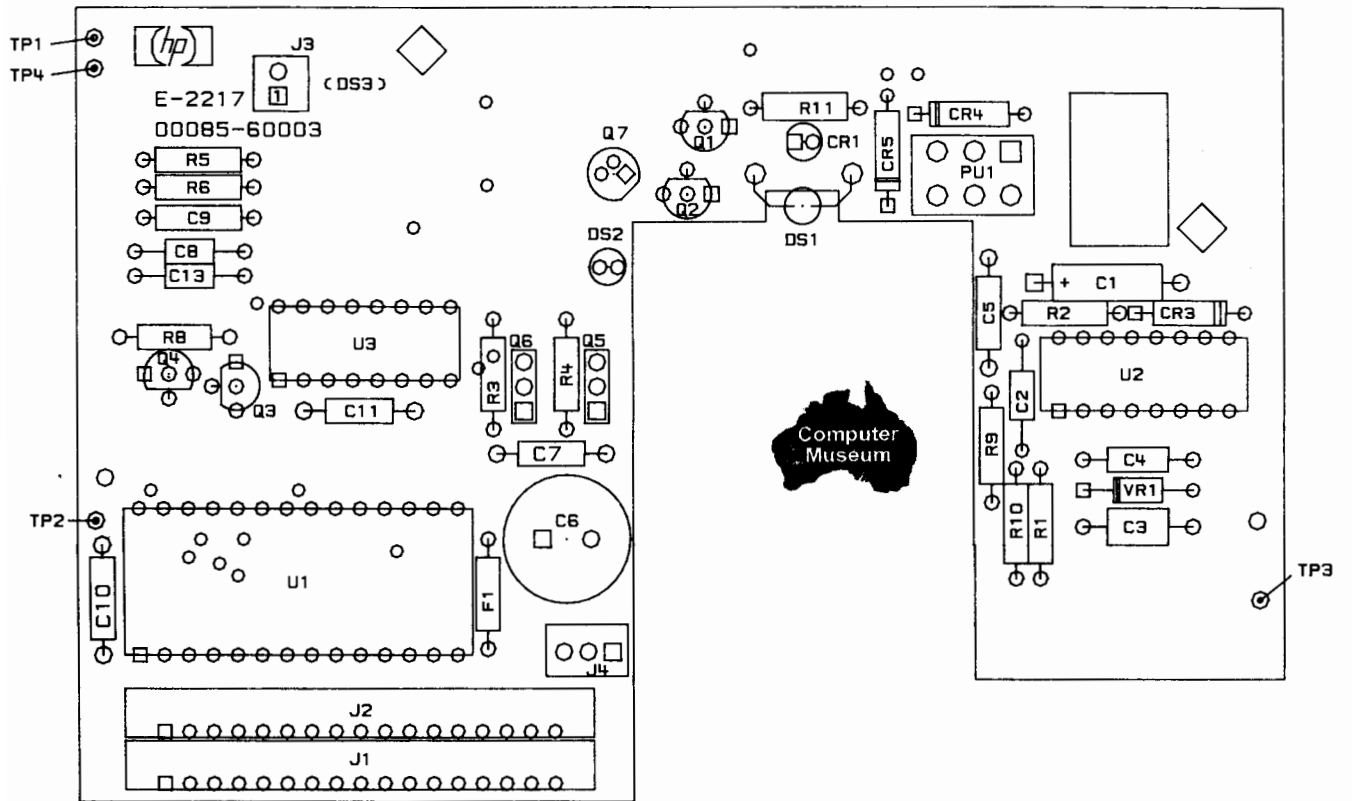 TP1
TP4
hp
J3
1
(DS3)
E-2217
00085-60003
R5
R6
C9
C8
C13
R8
Q4
Q3
U3
C11
Q7
DS2
Q1
Q2
R11
CR1
DS1
CR5
CR4
PU1
+ C1
C5
R2
CR3
U2
C2
R9
R10
R1
C4
VR1
C3
TP3
R3
Q6
R4
Q5
C7
Computer
Museum
TP2
C10
U1
F1
C6
J4
J2
J1